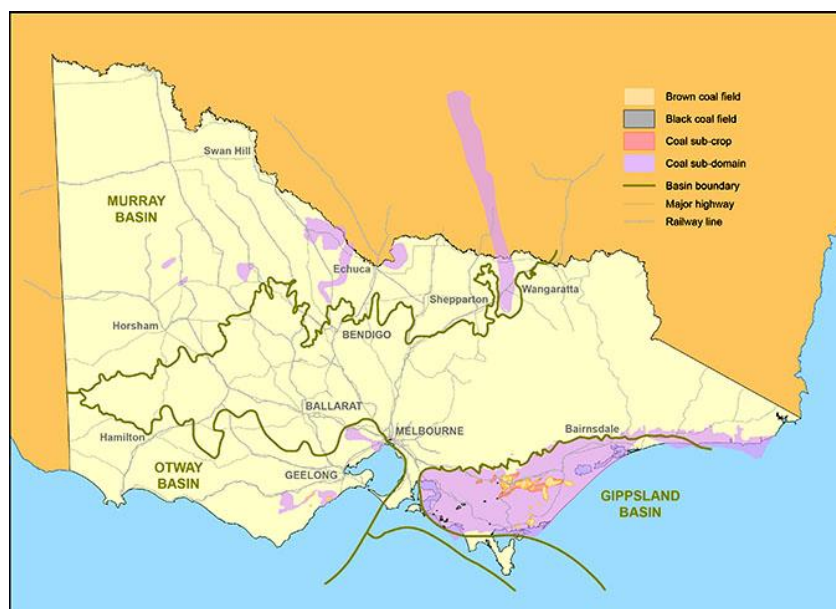 Brown coal field
Black coal field
Coal sub-crop
Coal sub-domain
Basin boundary
Major highway
Railway line
Swan Hill
MURRAY
BASIN
Echuca
Shepparton
Wangaratta
Horsham
BENDIGO
BALLARAT
Hamilton
MELBOURNE
Bairnsdale
OTWAY
BASIN
GEELONG
GIPPSLAND
BASIN